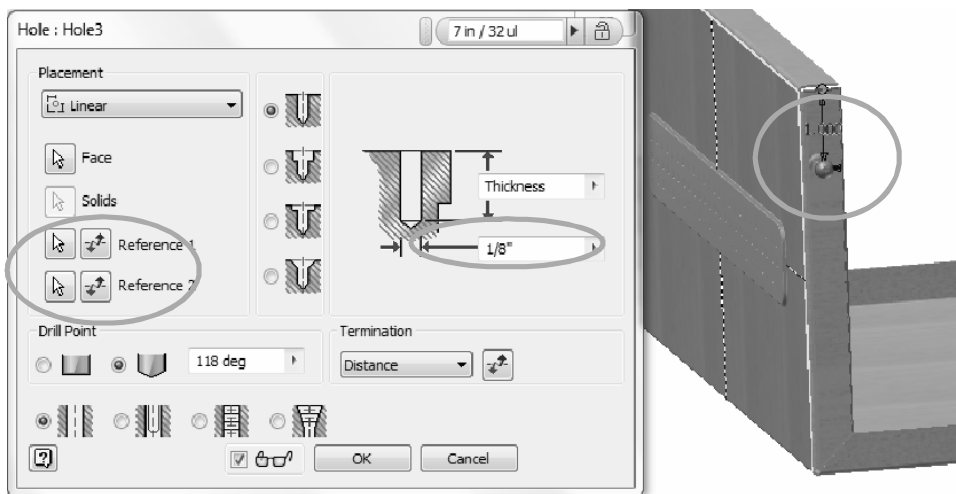 Hole : Hole3
7 in / 32 ul
Placement
Linear
Face
Solids
Reference 1
Reference 2
Thickness
1/8"
Drill Point
118 deg
Termination
Distance
OK
Cancel
1.000